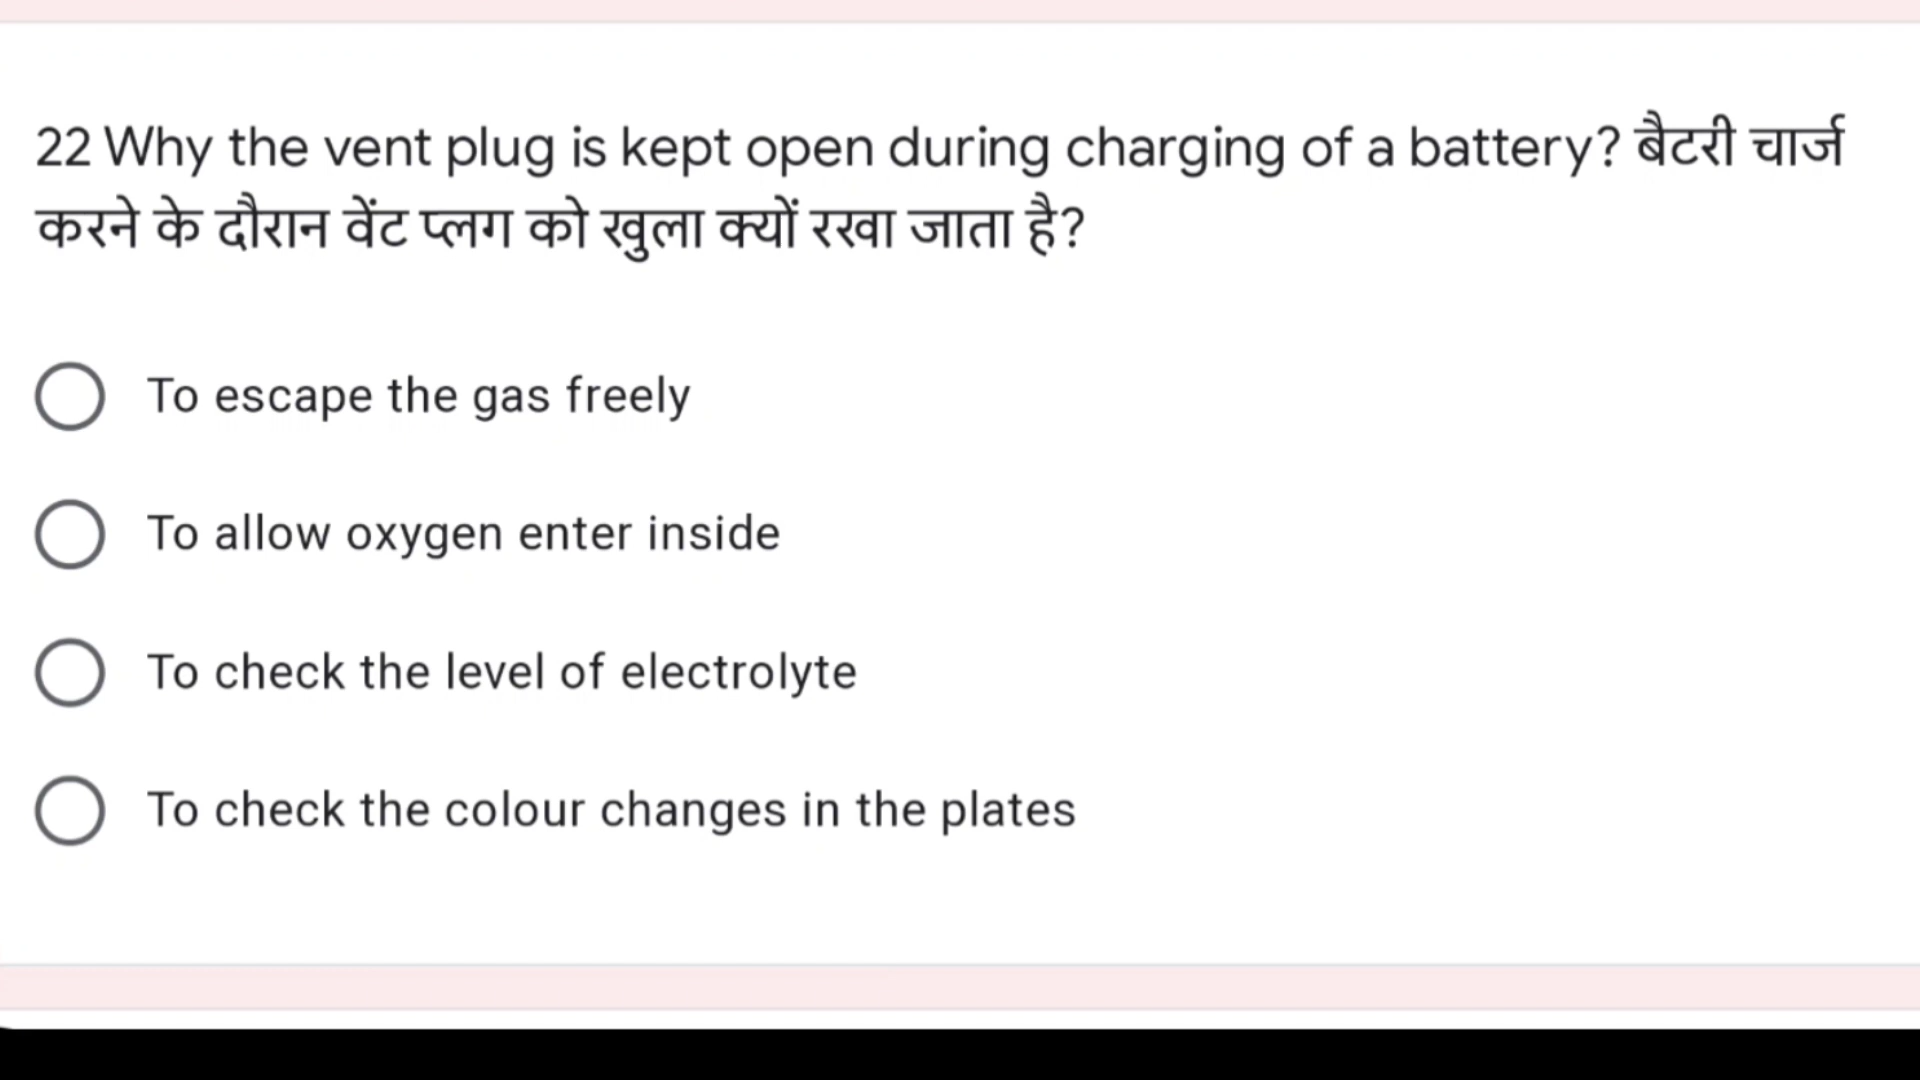 22 Why the vent plug is kept open during charging of a battery? बैटरी चार्ज
करने के दौरान वेंट प्लग को खुला क्यों रखा जाता है?
To escape the gas freely
To allow oxygen enter inside
To check the level of electrolyte
To check the colour changes in the plates